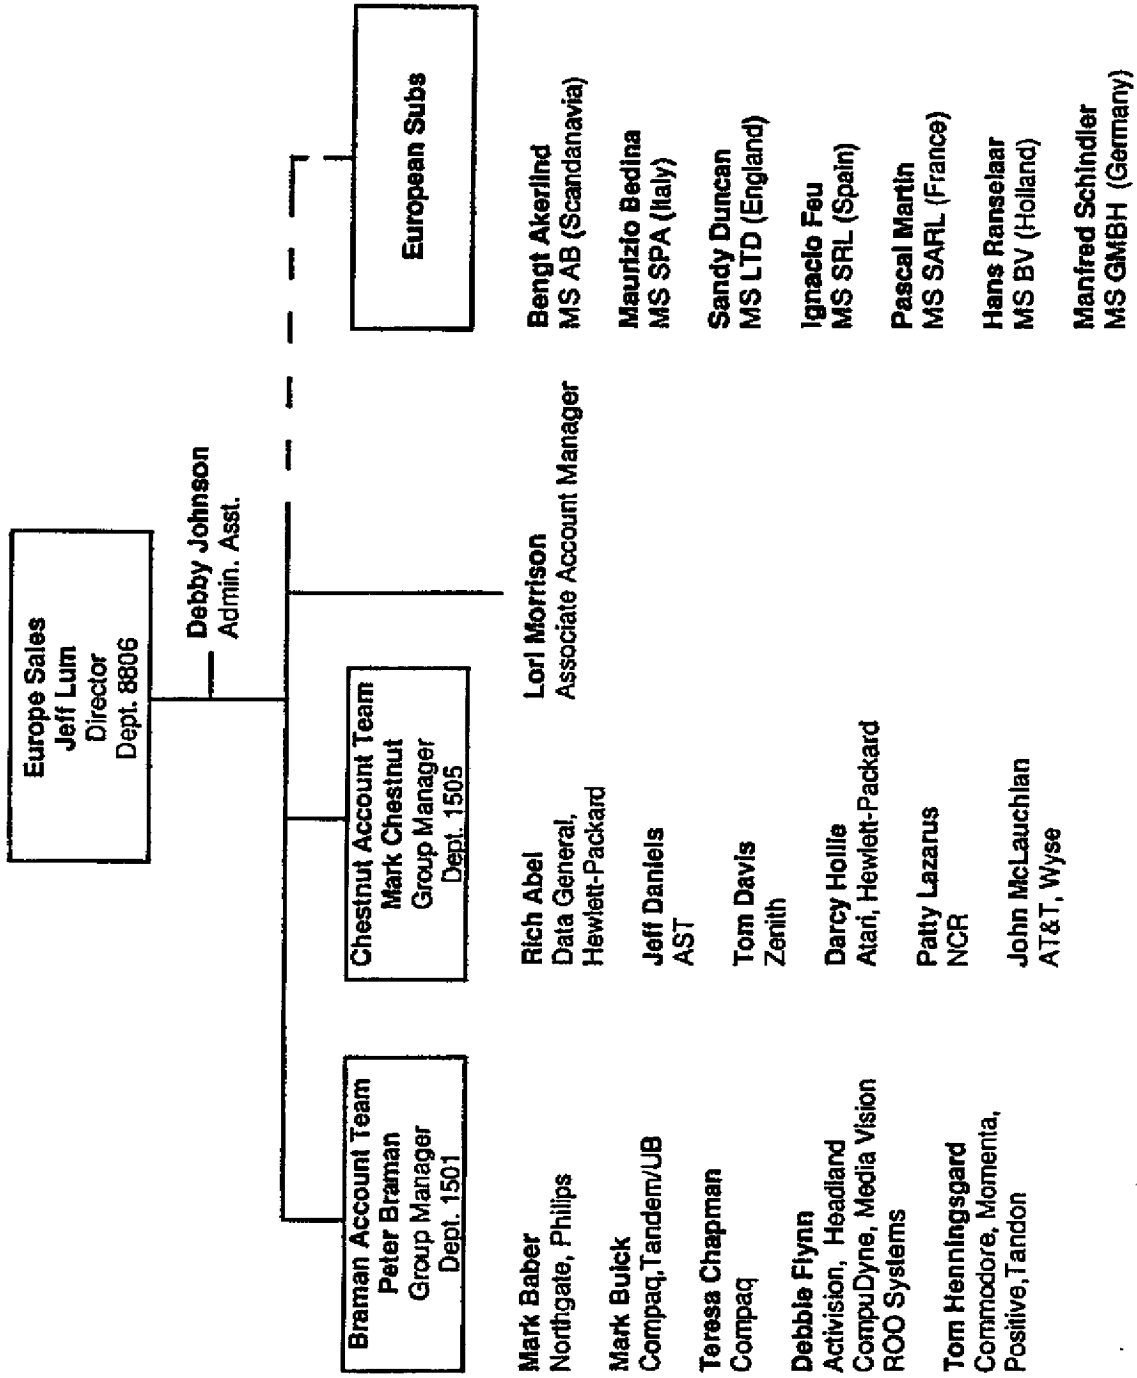 Europe Sales
Jeff Lum
Director
Dept. 8806
Debby Johnson
Admin. Asst.
Braman Account Team
Peter Braman
Group Manager
Dept. 1501
Mark Baber
Northgate, Philips
Mark Buick
Compaq,Tandem/UB
Teresa Chapman
Compaq
Debbie Flynn
Activision, Headland
CompuDyne, Media Vision
ROO Systems
Tom Henningsgard
Commodore, Momenta,
Positive,Tandon
Chestnut Account Team
Mark Chestnut
Group Manager
Dept. 1505
Rich Abel
Data General,
Hewlett-Packard
Jeff Daniels
AST
Tom Davis
Zenith
Darcy Hollie
Atari, Hewlett-Packard
Patty Lazarus
NCR
John McLauchlan
AT&T, Wyse
Lori Morrison
Associate Account Manager
European Subs
Bengt Akerlind
MS AB (Scandanavia)
Maurizio Bedina
MS SPA (Italy)
Sandy Duncan
MS LTD (England)
Ignacio Feu
MS SRL (Spain)
Pascal Martin
MS SARL (France)
Hans Ranselaar
MS BV (Holland)
Manfred Schindler
MS GMBH (Germany)